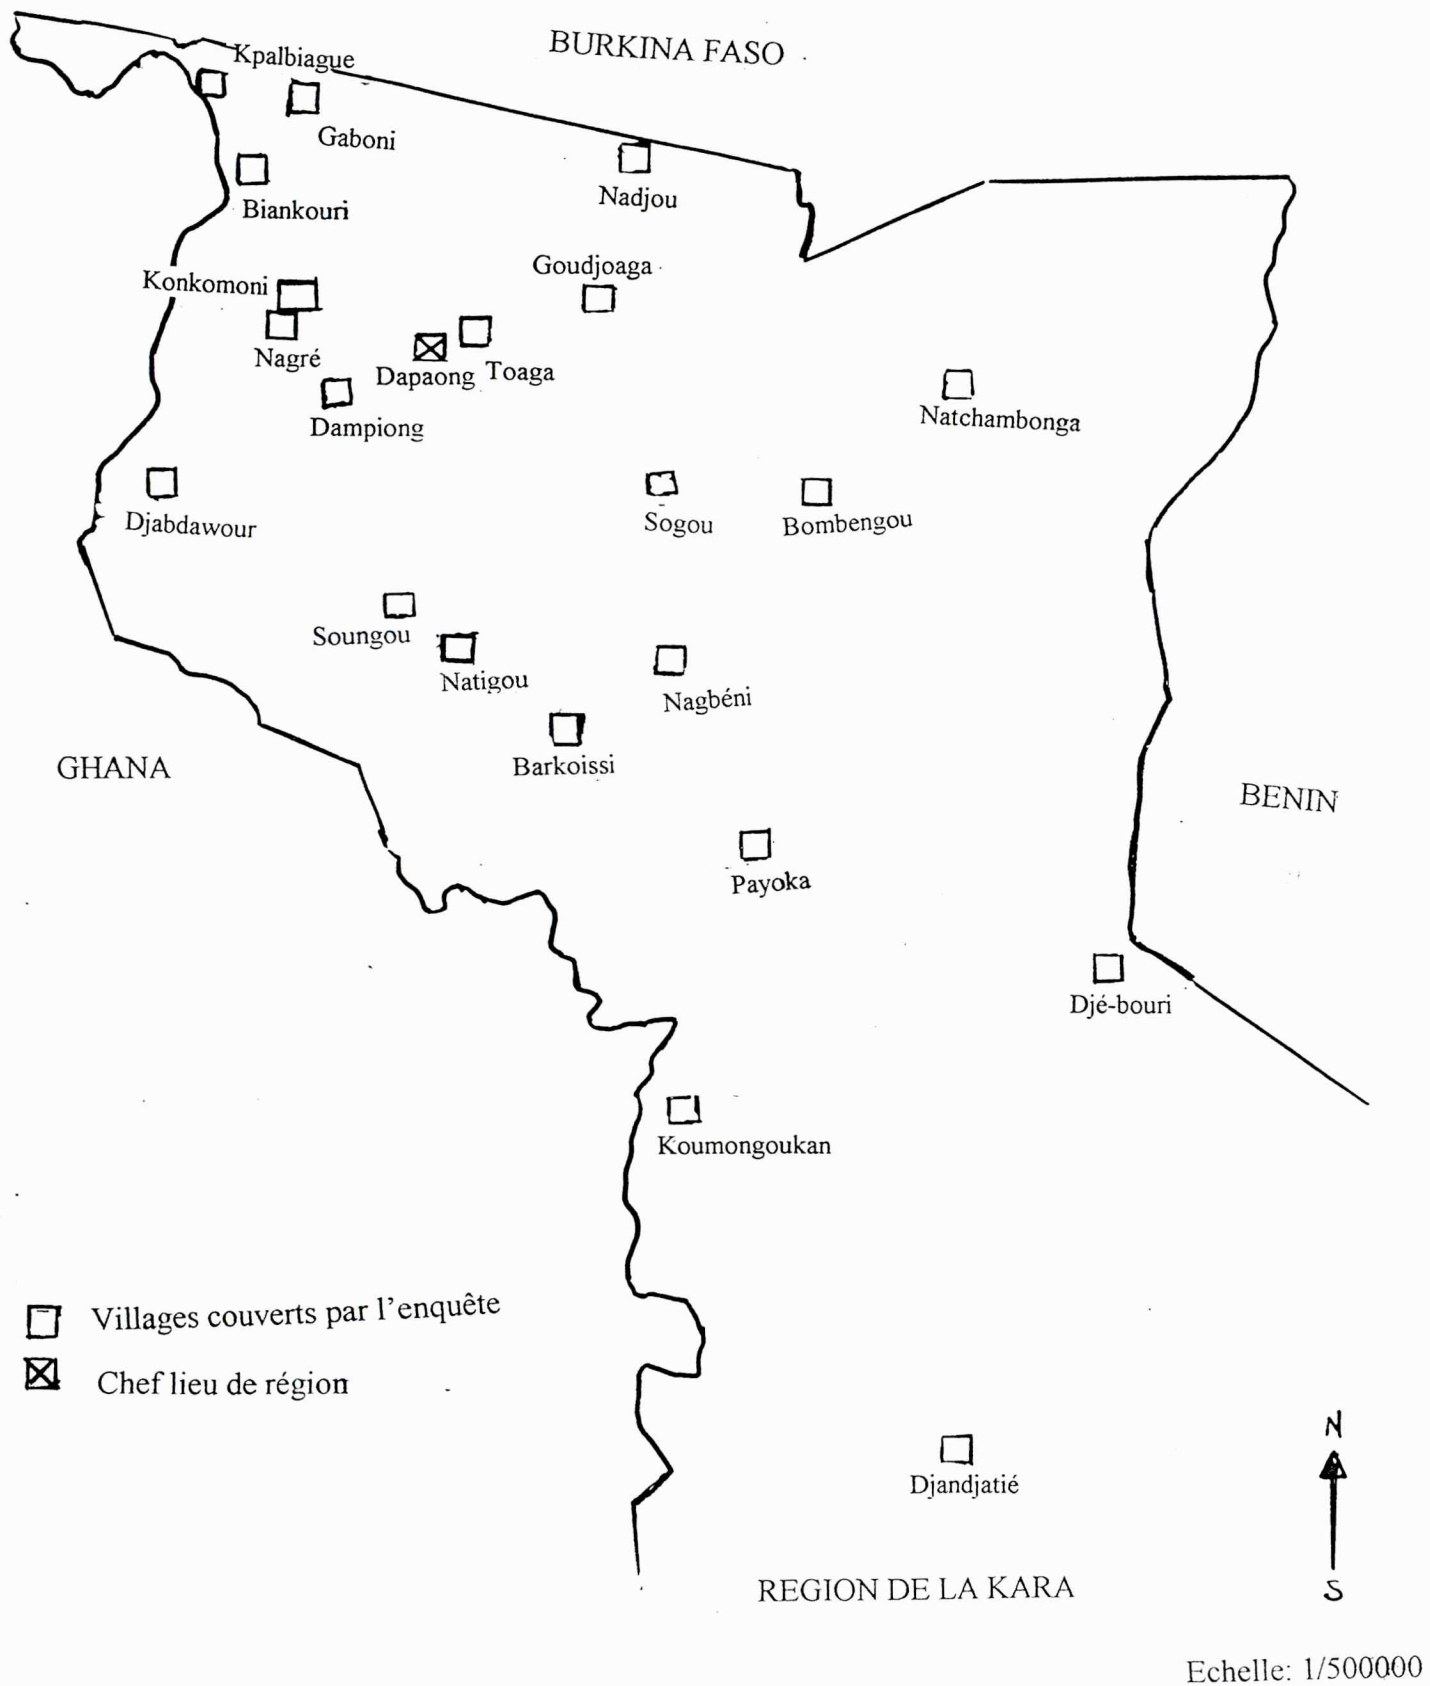 BURKINA FASO
Kpalbiague
Gaboni
Nadjou
Biankouri
Goudjoaga
Konkomoni
Nagré
Dapaong
Toaga
Dampiong
Natchambonga
Djabdawour
Sogou
Bombengou
Soungou
Natigou
Nagbéni
Barkoissi
GHANA
BENIN
Payoka
Djé-bouri
Koumongoukan
Villages couverts par l'enquête
Chef lieu de région
Djandjatié
N
S
REGION DE LA KARA
Echelle: 1/500000